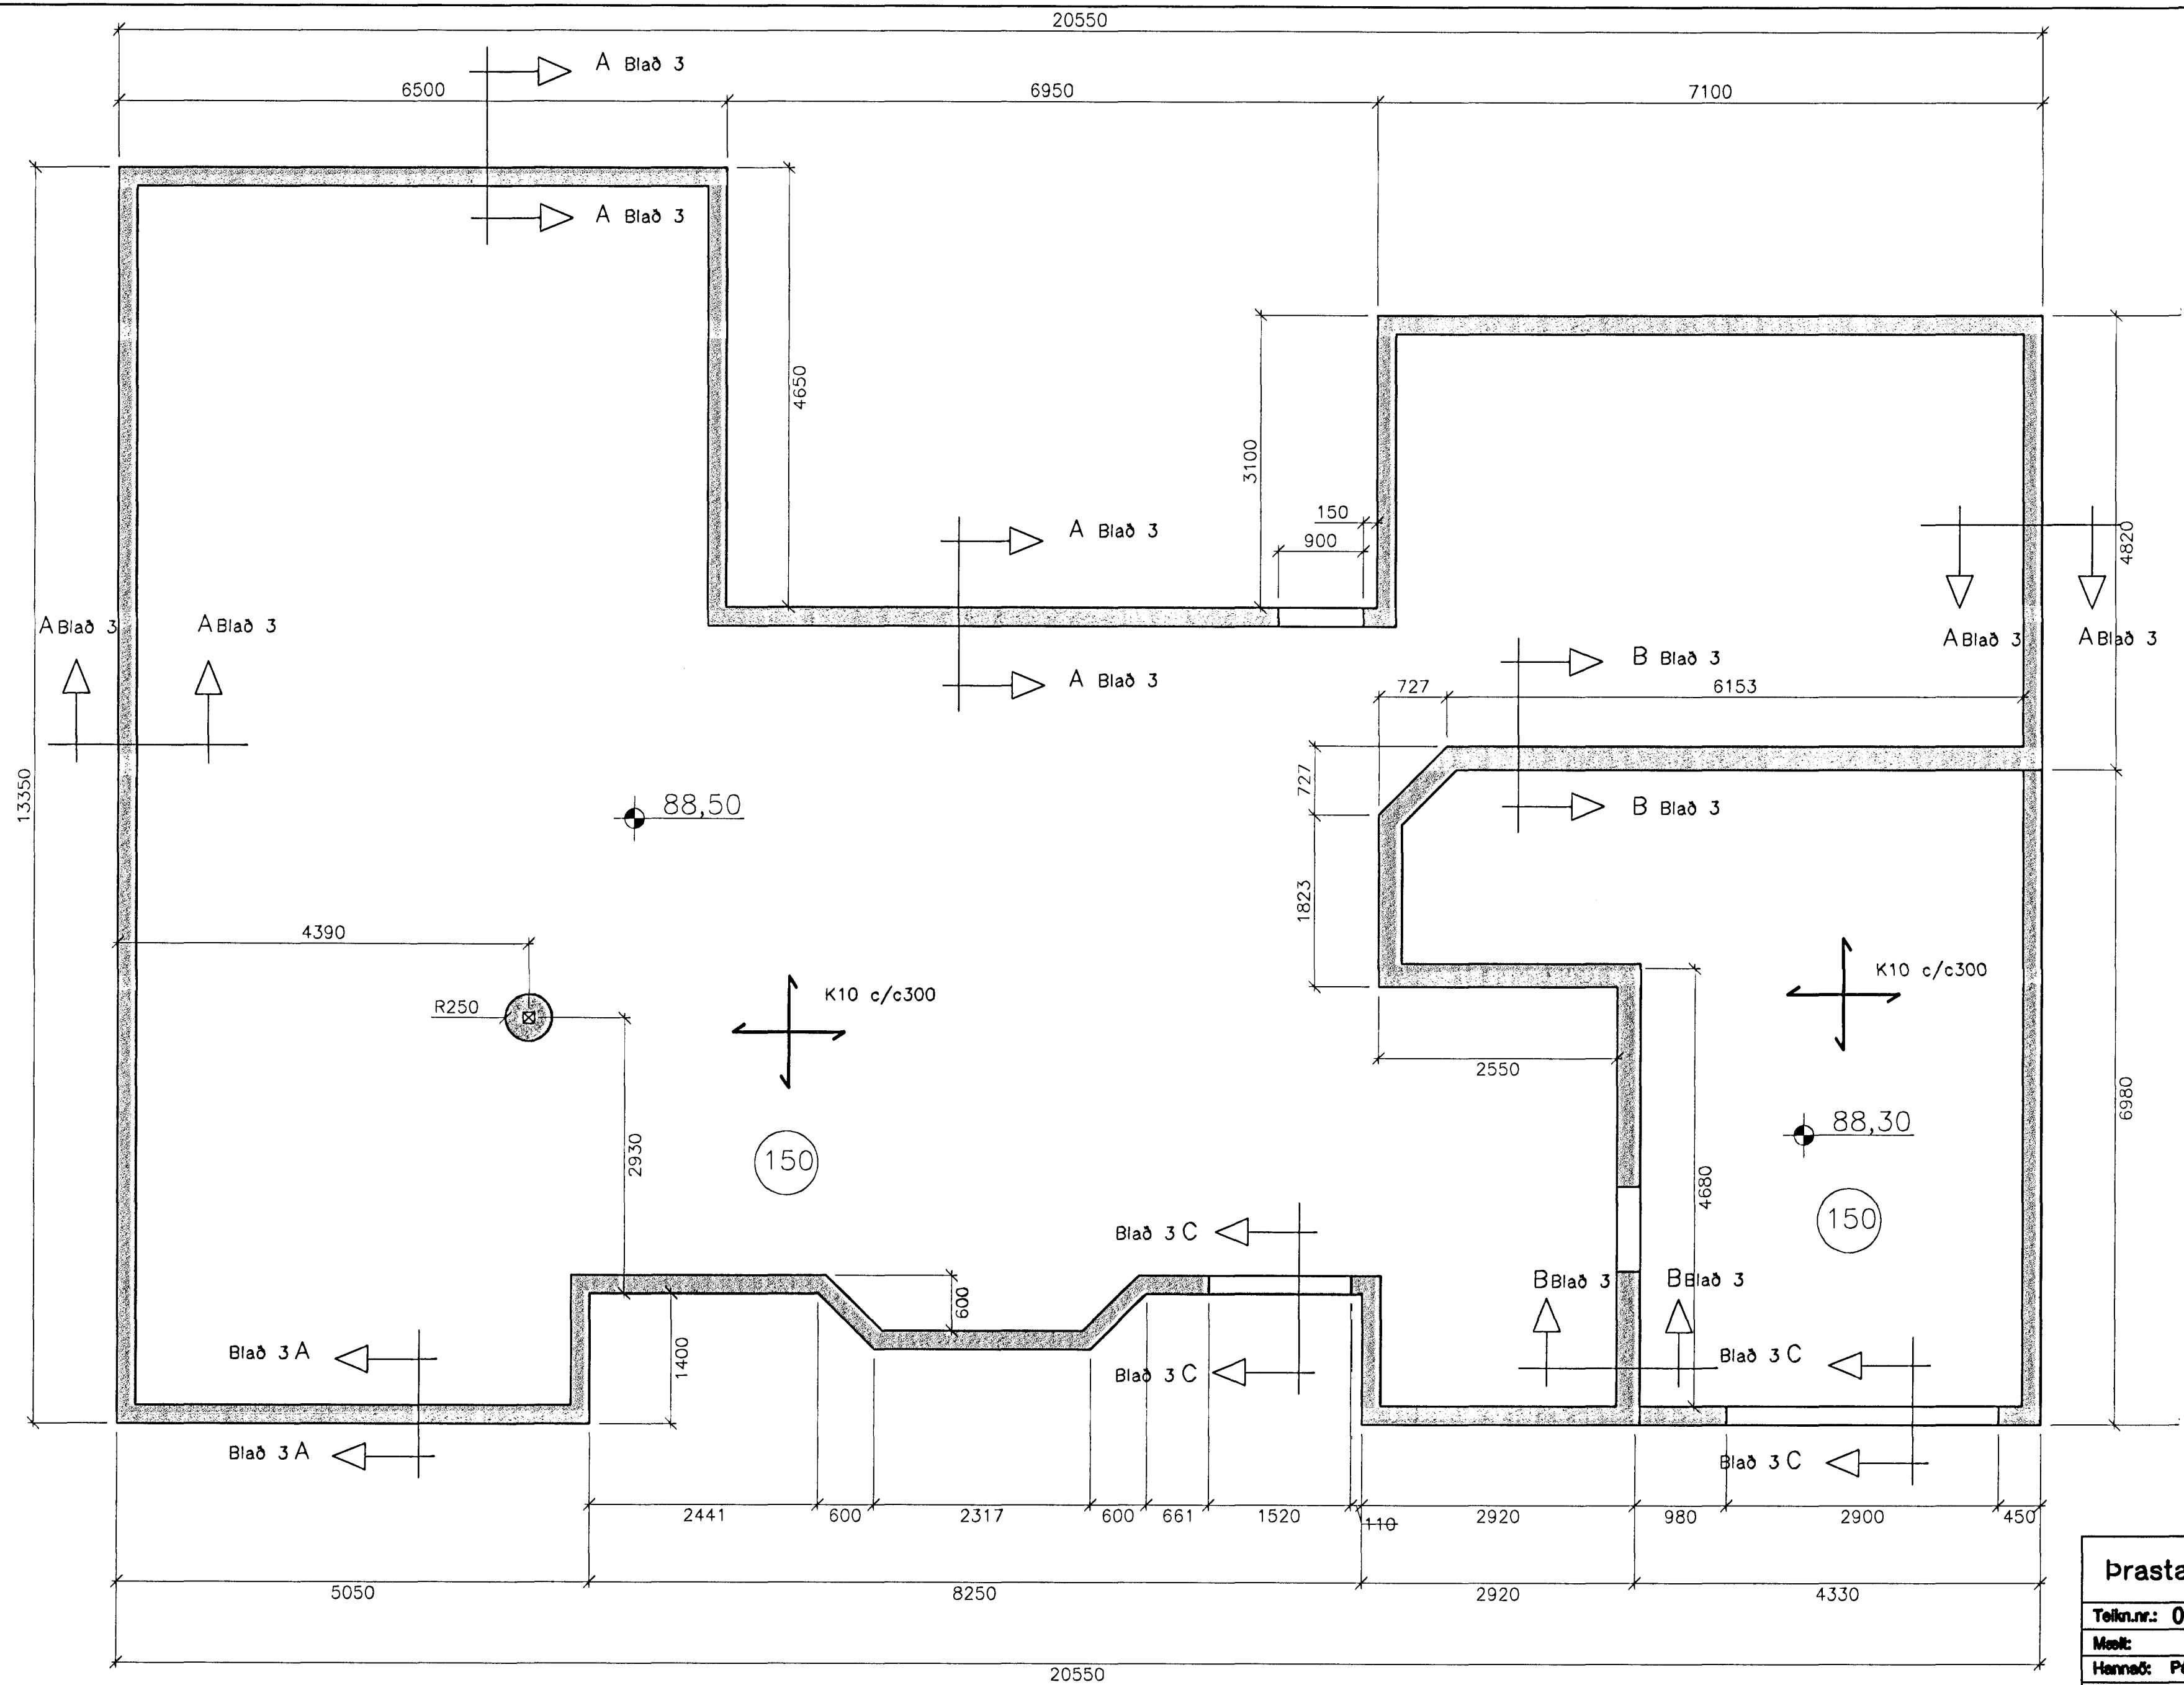 20550
6500 6950 7100
A Blað 3
A Blað 3
4650
3100
150
900
A Blað 3
A Blað 3
4820
A Blað 3
A Blað 3
A Blað 3
A Blað 3
B Blað 3
727 6153
13350
727
88,50
B Blað 3
1823
4390
R250
K10 c/c300
K10 c/c300
2550
6980
2930
88,30
150
4680
150
Blað 3 C
B Blað 3
B Blað 3
600
1400
Blað 3 A
Blað 3 C
Blað 3 C
Blað 3 A
Blað 3 C
2441 600 2317 600 661 1520 110 2920 980 2900 450
5050 8250 2920 4330
20550
Teikn.nr.: 0
Mælt:
Hannað: